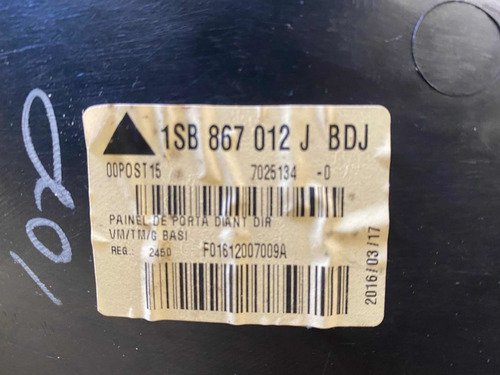 1SB 867 012 J BDJ
00POST15 7025134 -0
PAINEL DE PORTA DIANT DIR
VM/TM/G BASI
REG.: 2450 F01612007009A
2016/03/17